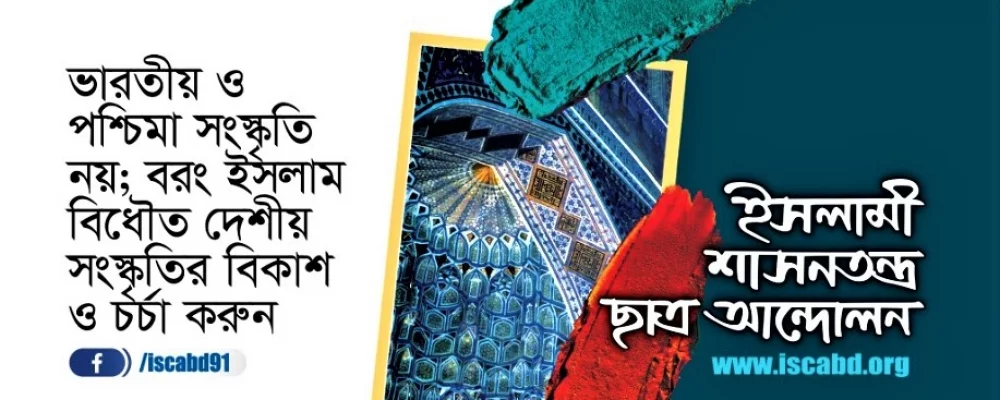 ভারতীয় ও
পশ্চিমা সংস্কৃতি
নয়; বরং ইসলাম
বিধৌত দেশীয়
সংস্কৃতির বিকাশ
ও চর্চা করুন
f /iscabd91
ইসলামী
শাসনতন্ত্র
ছাত্র আন্দোলন
www.iscabd.org